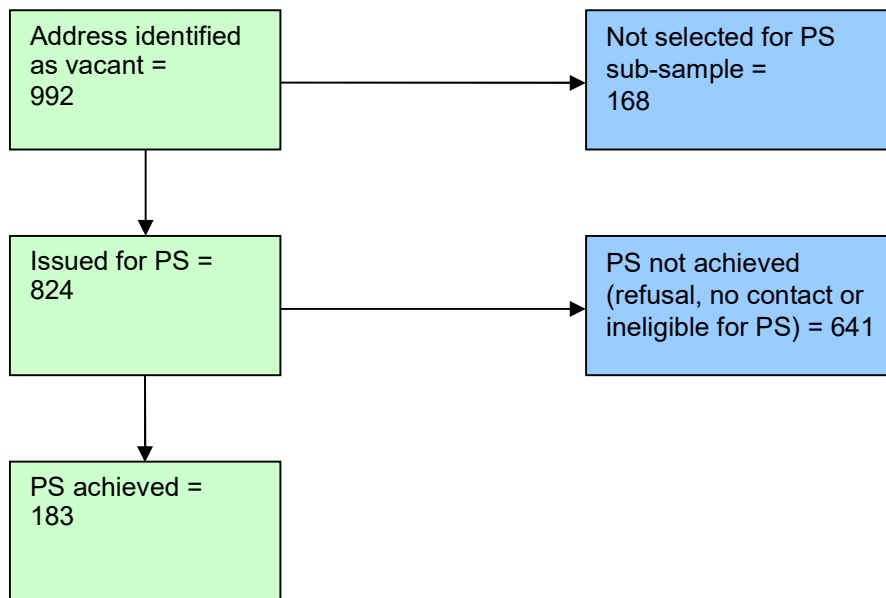 Address identified
as vacant =
992
Not selected for PS
sub-sample =
168
Issued for PS =
824
PS not achieved
(refusal, no contact or
ineligible for PS) = 641
PS achieved =
183